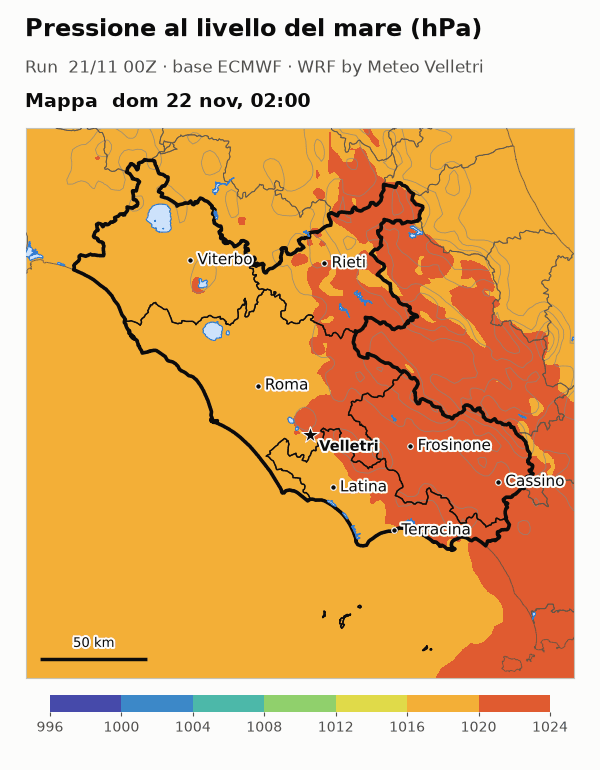 Pressione al livello del mare (hPa)
Run  21/11 00Z · base ECMWF · WRF by Meteo Velletri
Mappa  dom 22 nov, 02:00
Viterbo
Rieti
Roma
Velletri
Frosinone
Cassino
Latina
Terracina
50 km
996 1000 1004 1008 1012 1016 1020 1024